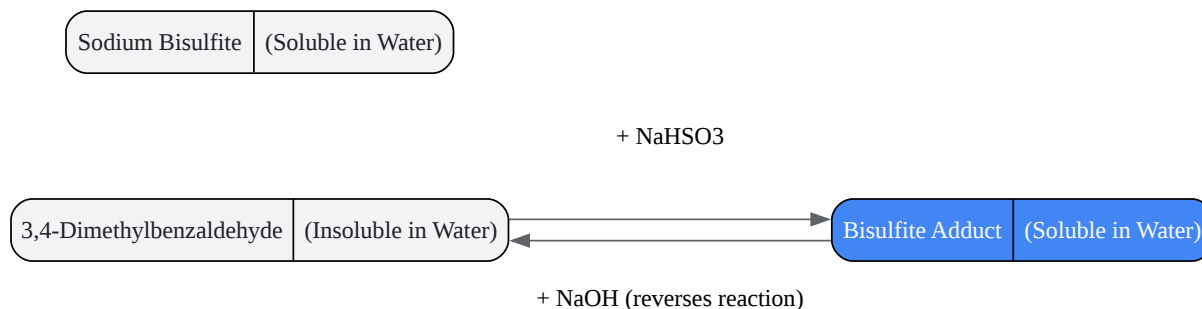 Sodium Bisulfite (Soluble in Water)
+ NaHSO3
3,4-Dimethylbenzaldehyde (Insoluble in Water) Bisulfite Adduct (Soluble in Water)
+ NaOH (reverses reaction)